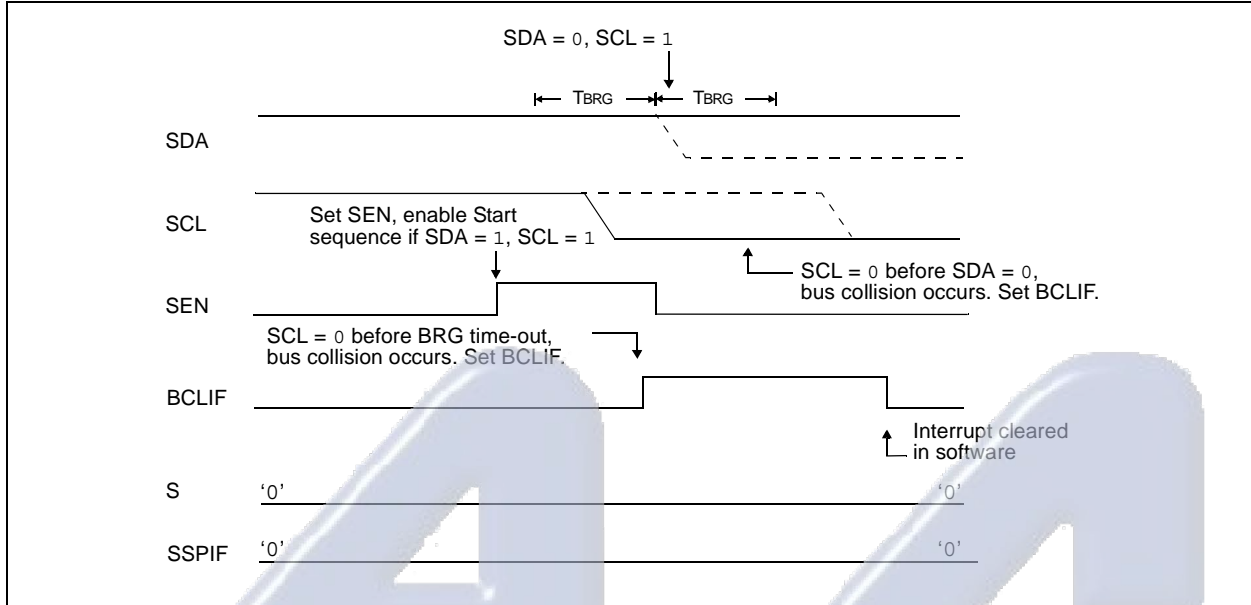 SDA = 0, SCL = 1
TBRG TBRG
SDA
SCL
Set SEN, enable Start
sequence if SDA = 1, SCL = 1
SCL = 0 before SDA = 0,
bus collision occurs. Set BCLIF.
SEN
SCL = 0 before BRG time-out,
bus collision occurs. Set BCLIF.
BCLIF
Interrupt cleared
in software
S ‘0’ ‘0’
SSPIF ‘0’ ‘0’